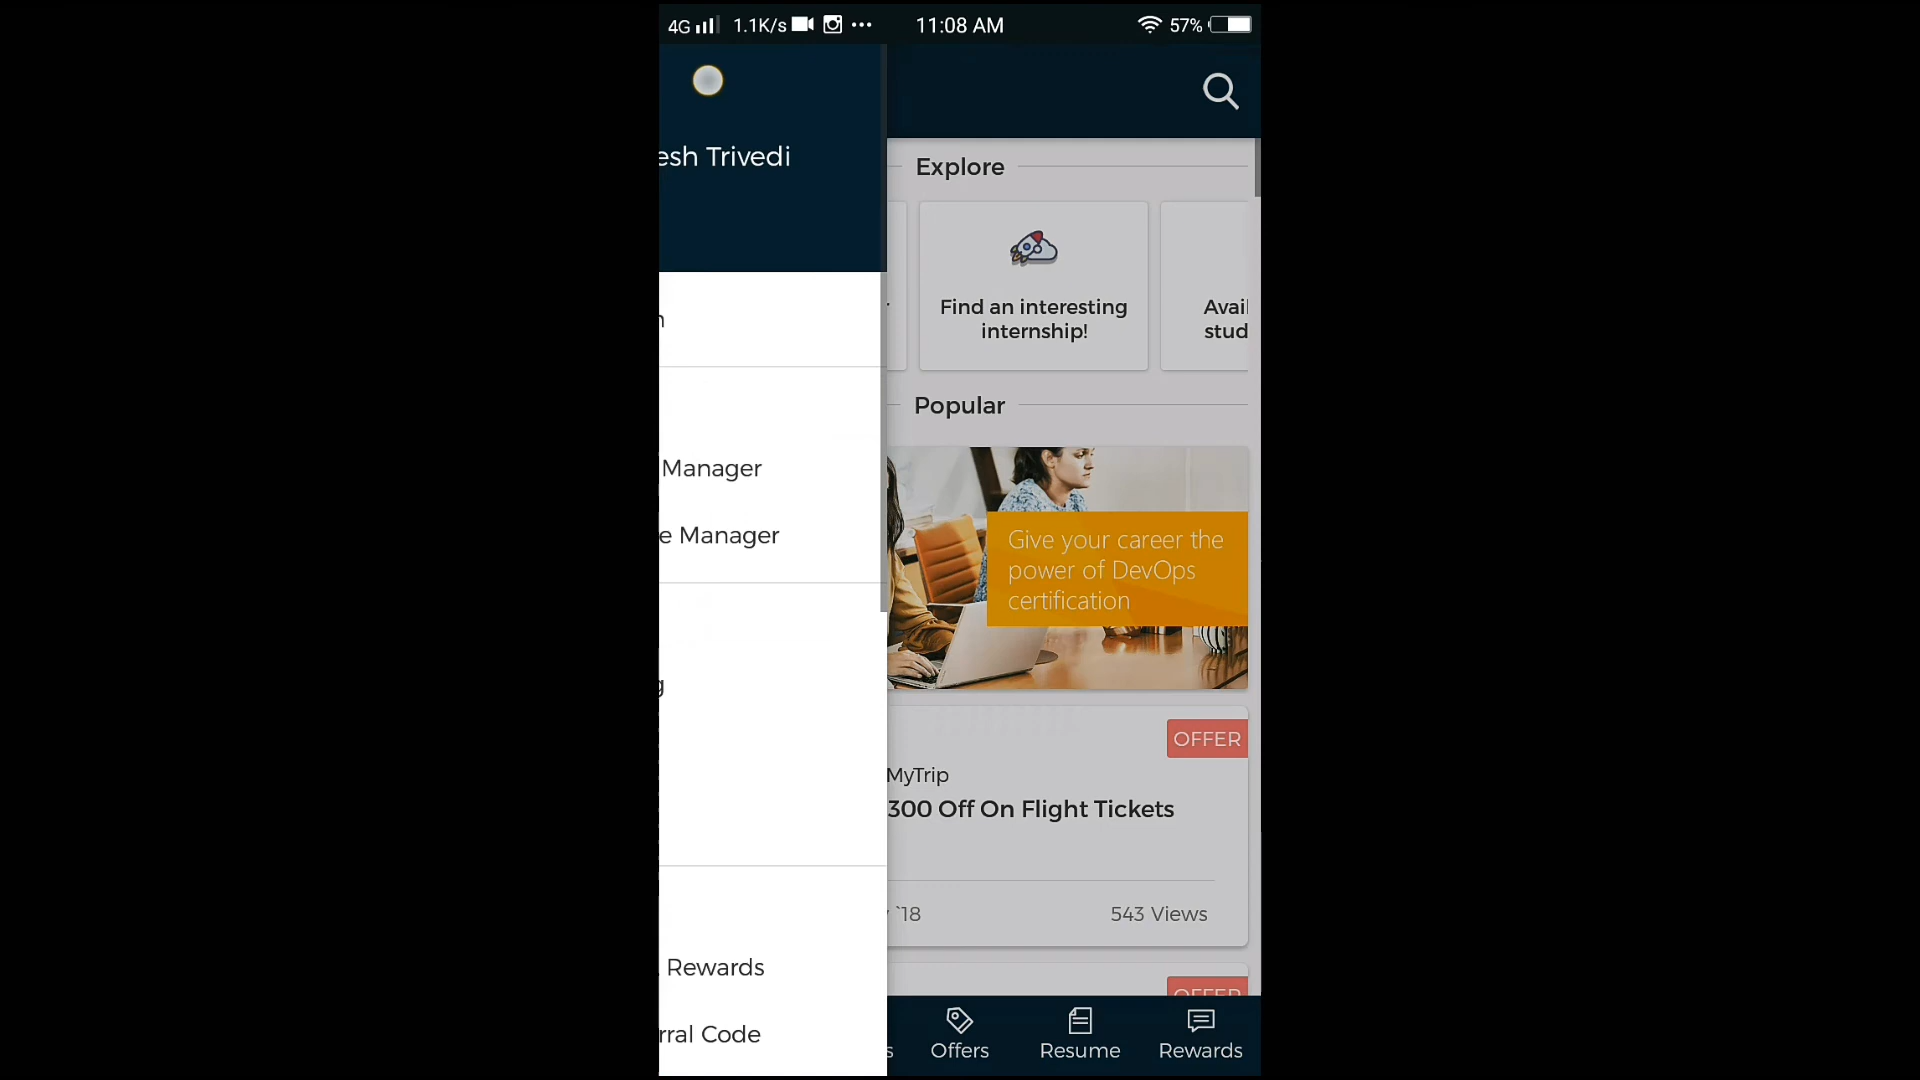 4G 1.1K/s 11:08 AM 57%
esh Trivedi
Manager
e Manager
Rewards
rral Code
Explore
Find an interesting
internship!
Avail
stud
Popular
Give your career the
power of DevOps
certification
OFFER
MyTrip
300 Off On Flight Tickets
'18 543 Views
OFFER
s Offers Resume Rewards